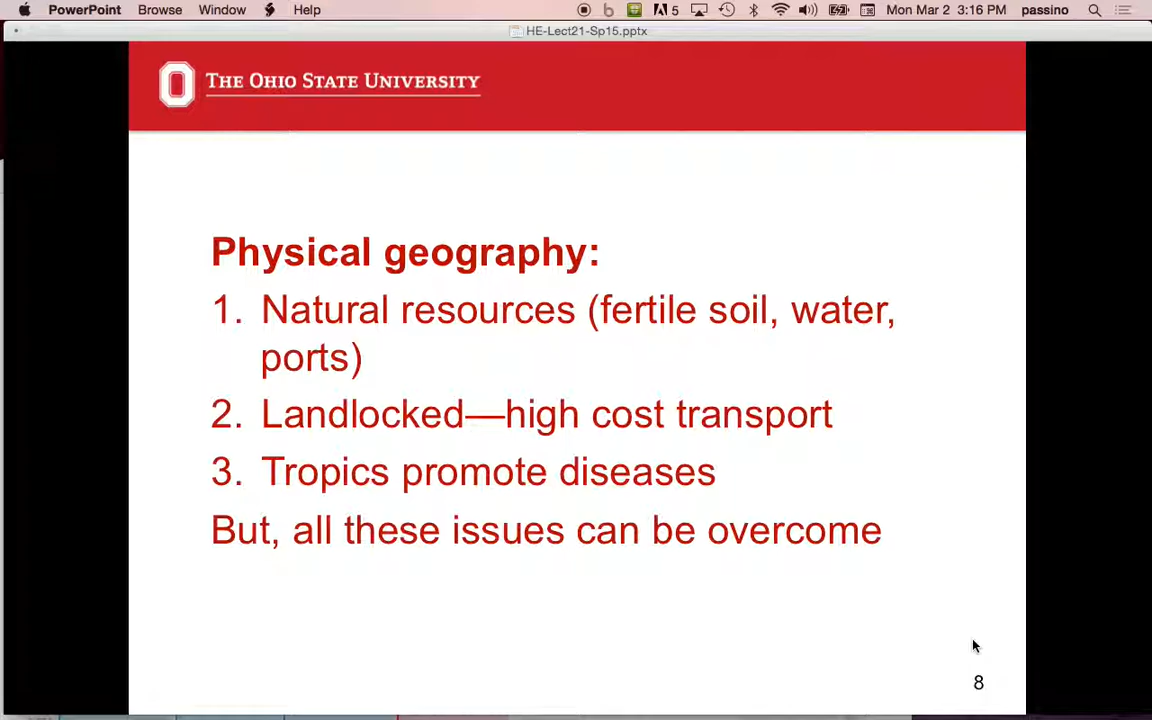 PowerPoint Browse Window Help 5 Mon Mar 2 3:16 PM passino
HE-Lect21-Sp15.pptx
THE OHIO STATE UNIVERSITY
Physical geography:
1. Natural resources (fertile soil, water,
ports)
2. Landlocked—high cost transport
3. Tropics promote diseases
But, all these issues can be overcome
8